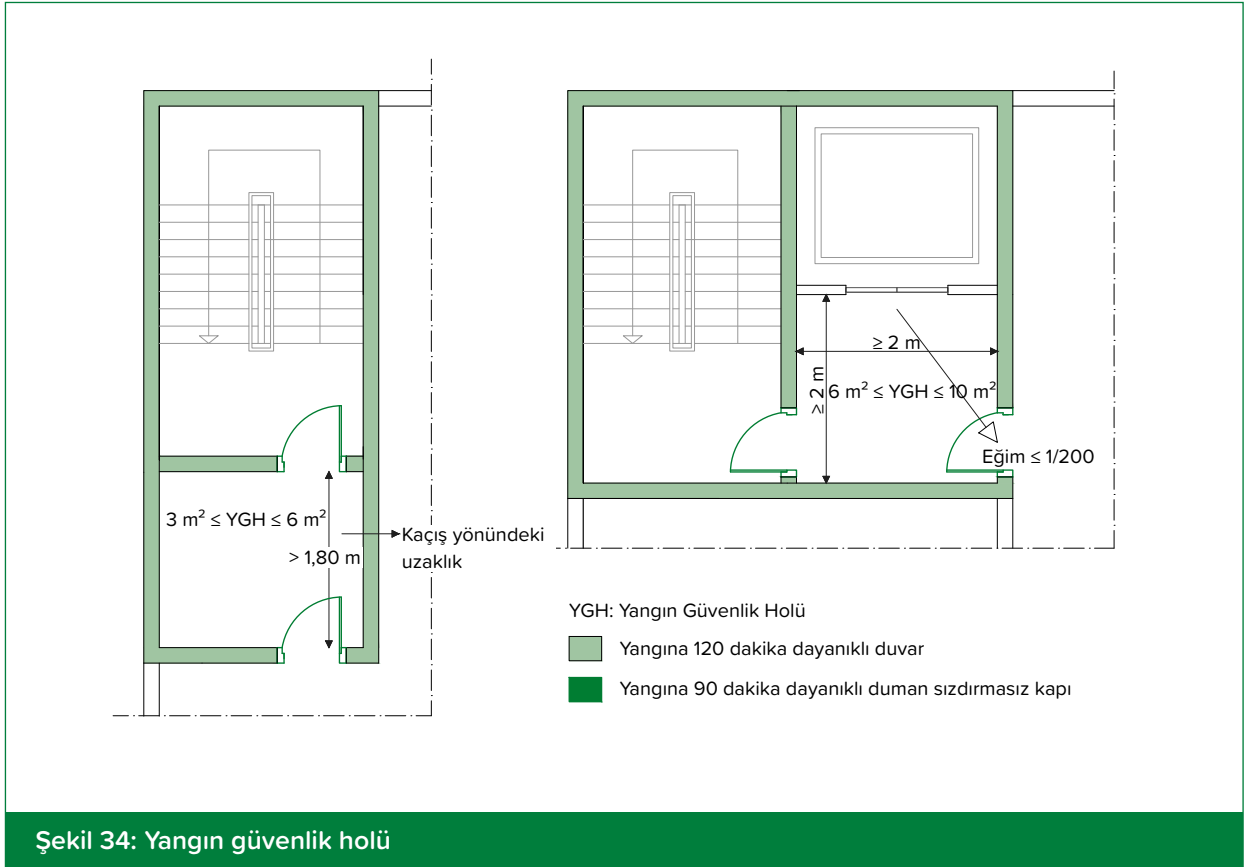 3 m² ≤ YGH ≤ 6 m²
> 1,80 m
Kaçış yönündeki
uzaklık
≥ 2 m
≥ 2 m
6 m² ≤ YGH ≤ 10 m²
Eğim ≤ 1/200
YGH: Yangın Güvenlik Holü
Yangına 120 dakika dayanıklı duvar
Yangına 90 dakika dayanıklı duman sızdırmasız kapı
Şekil 34: Yangın güvenlik holü